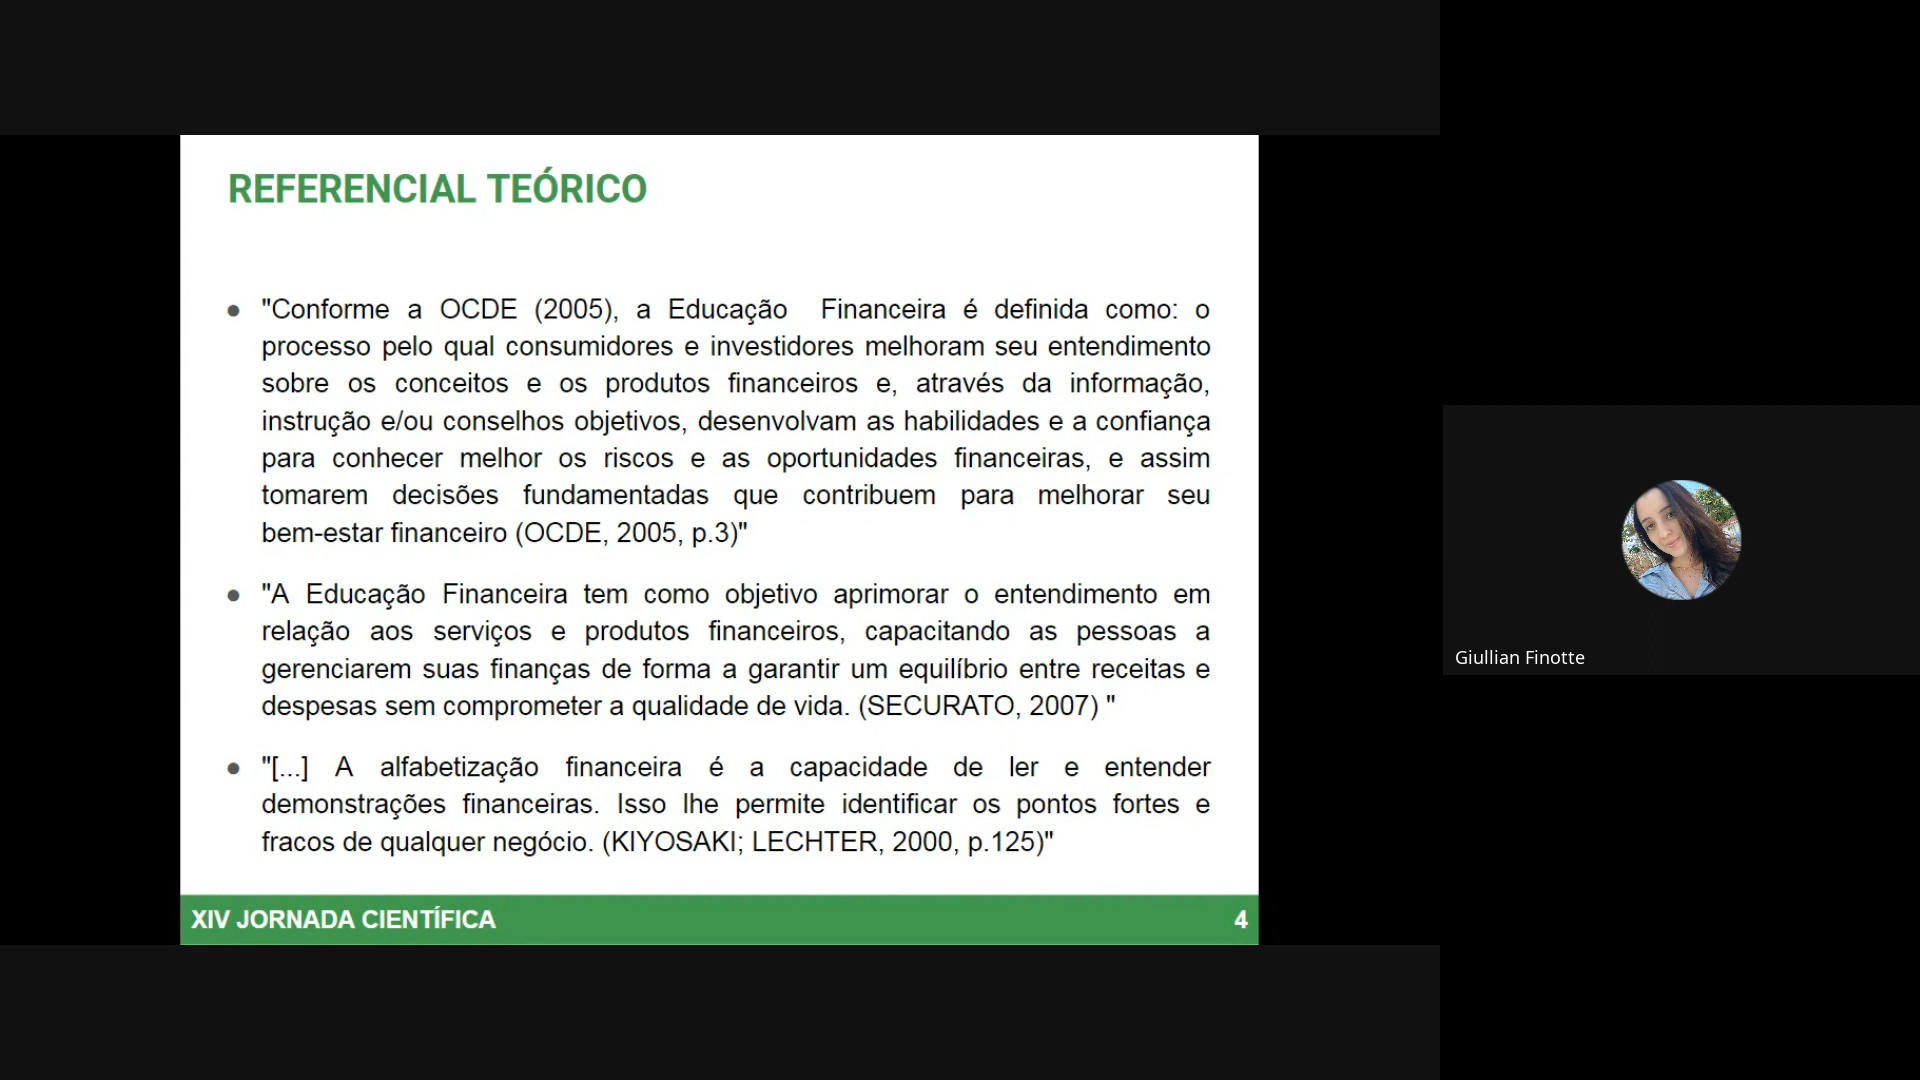 REFERENCIAL TEÓRICO
● "Conforme a OCDE (2005), a Educação Financeira é definida como: o
processo pelo qual consumidores e investidores melhoram seu entendimento
sobre os conceitos e os produtos financeiros e, através da informação,
instrução e/ou conselhos objetivos, desenvolvam as habilidades e a confiança
para conhecer melhor os riscos e as oportunidades financeiras, e assim
tomarem decisões fundamentadas que contribuem para melhorar seu
bem-estar financeiro (OCDE, 2005, p.3)"
● "A Educação Financeira tem como objetivo aprimorar o entendimento em
relação aos serviços e produtos financeiros, capacitando as pessoas a
gerenciarem suas finanças de forma a garantir um equilíbrio entre receitas e
despesas sem comprometer a qualidade de vida. (SECURATO, 2007) "
● "[...] A alfabetização financeira é a capacidade de ler e entender
demonstrações financeiras. Isso lhe permite identificar os pontos fortes e
fracos de qualquer negócio. (KIYOSAKI; LECHTER, 2000, p.125)"
XIV JORNADA CIENTÍFICA 4
Giullian Finotte